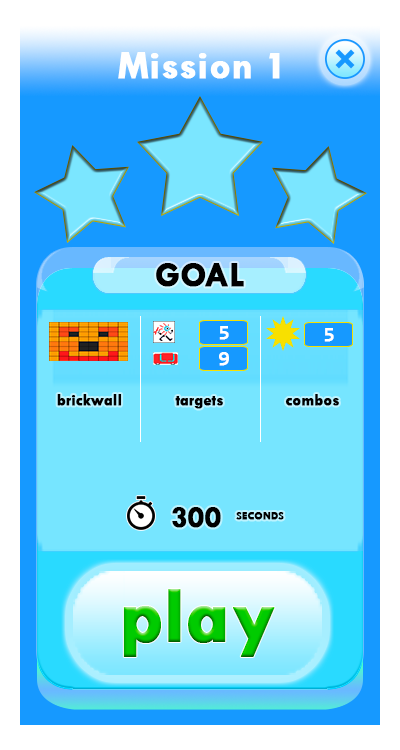 Mission 1
GOAL
5
9
5
brickwall
targets
combos
300 SECONDS
play